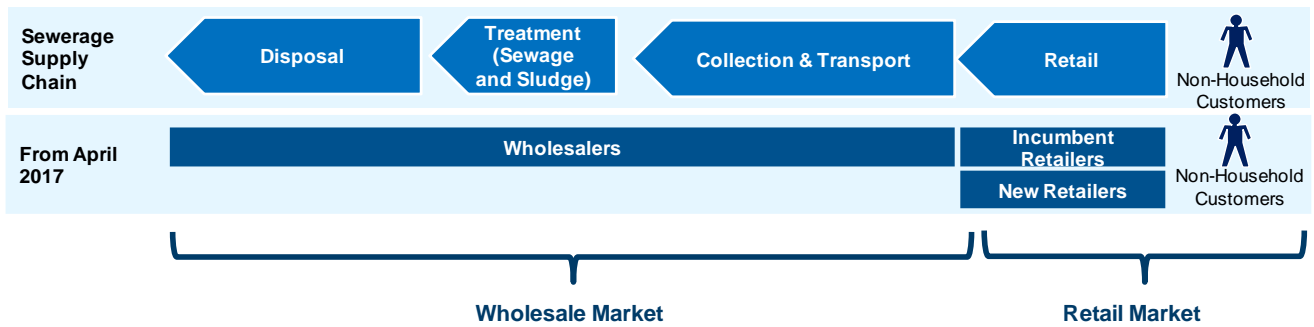 Sewerage
Supply
Chain
Disposal
Treatment
(Sewage
and Sludge)
Collection & Transport
Retail
Non-Household
Customers
From April
2017
Wholesalers
Incumbent
Retailers
New Retailers
Non-Household
Customers
Wholesale Market
Retail Market